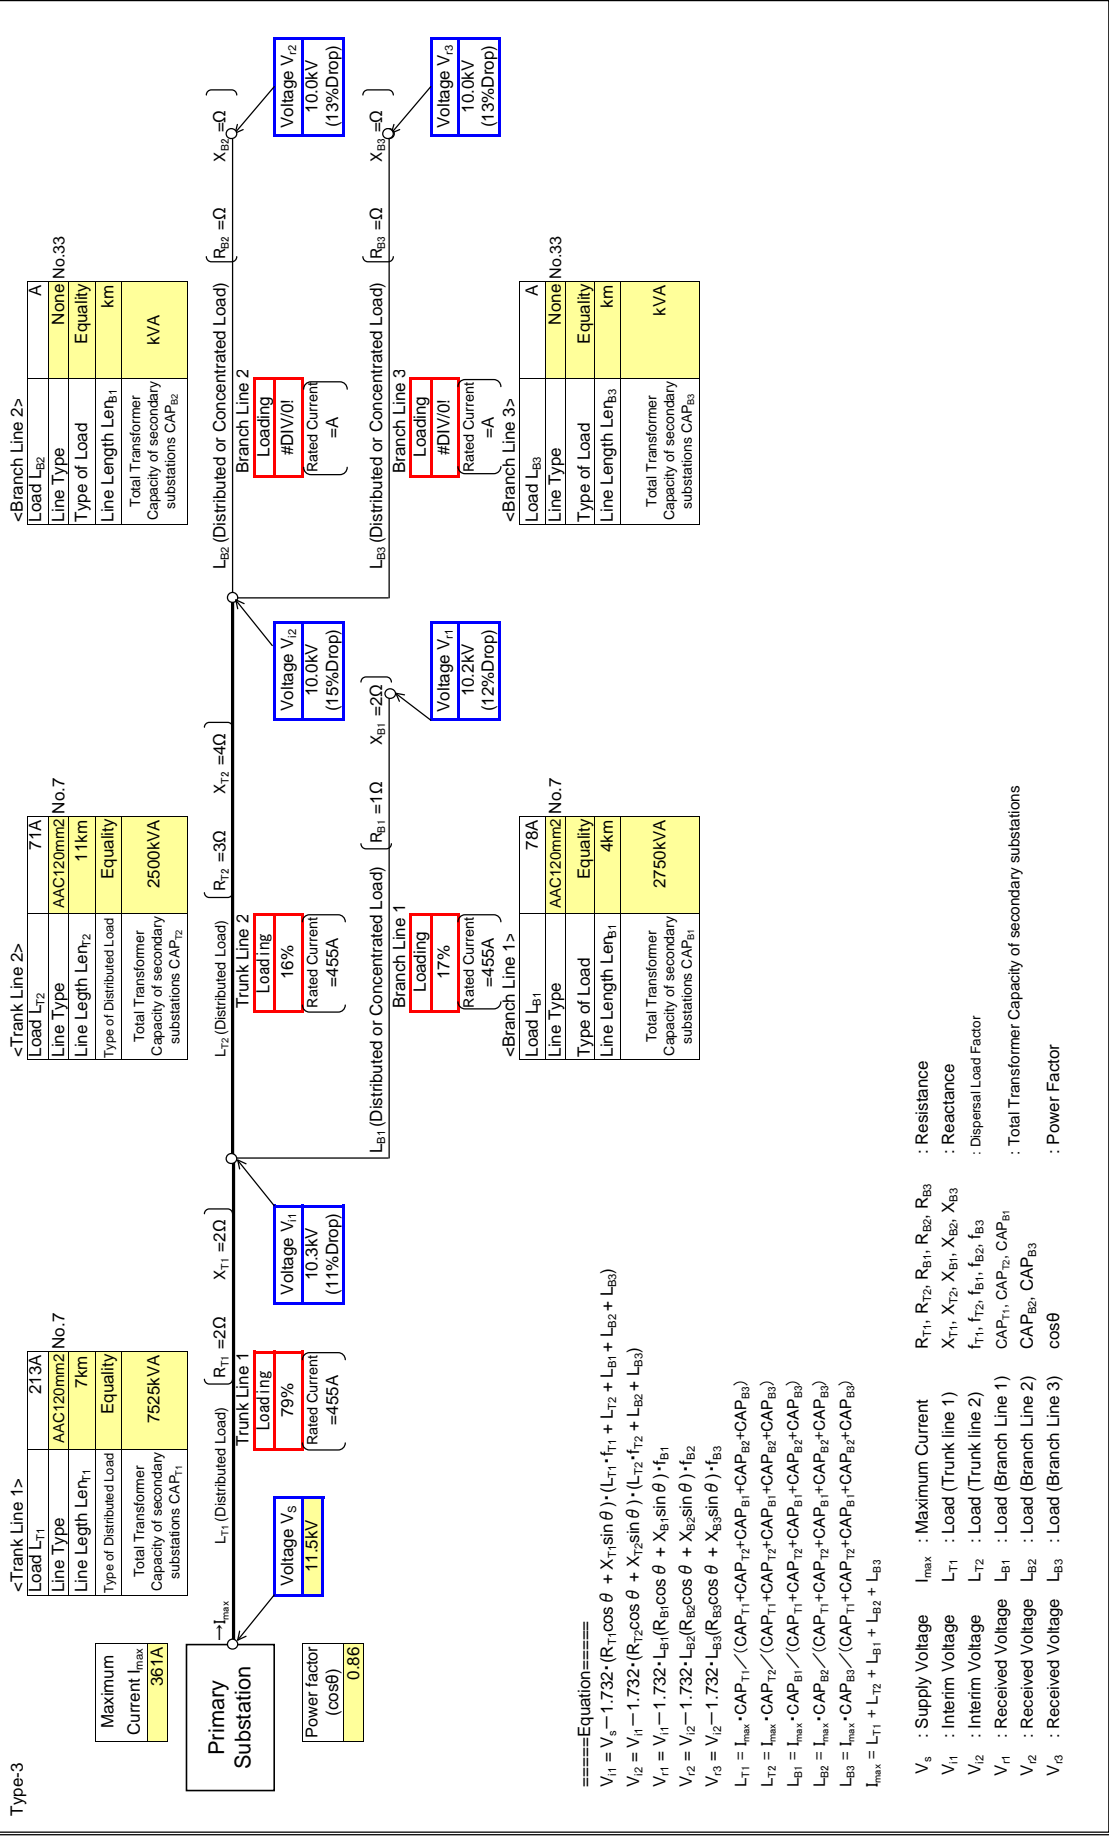 Type-3
Maximum
Current Imax
361A
Primary
Substation
Power factor
(cosθ)
0.86
→Imax
Voltage VS
11.5kV
<Trank Line 1>
Load LT1 213A
Line Type AAC120mm2 No.7
Line Length LenT1 7km
Type of Distributed Load Equality
Total Transformer
Capacity of secondary
substations CAPT1
7525kVA
LT1 (Distributed Load) (RT1 =2Ω XT1 =2Ω)
Trunk Line 1
Loading
79%
(Rated Current
=455A)
Voltage Vi1
10.3kV
(11%Drop)
<Trank Line 2>
Load LT2 71A
Line Type AAC120mm2 No.7
Line Legth LenT2 11km
Type of Distributed Load Equality
Total Transformer
Capacity of secondary
substations CAPT2
2500kVA
LT2 (Distributed Load) (RT2 =3Ω XT2 =4Ω)
Trunk Line 2
Loading
16%
(Rated Current
=455A)
Voltage Vi2
10.0kV
(15%Drop)
LB1 (Distributed or Concentrated Load) (RB1 =1Ω XB1 =2Ω)
Branch Line 1
Loading
17%
(Rated Current
=455A)
Voltage Vr1
10.2kV
(12%Drop)
<Branch Line 1>
Load LB1 78A
Line Type AAC120mm2 No.7
Type of Load Equality
Line Length LenB1 4km
Total Transformer
Capacity of secondary
substations CAPB1
2750kVA
<Branch Line 2>
Load LB2 A
Line Type None No.33
Type of Load Equality
Line Length LenB1 km
Total Transformer
Capacity of secondary
substations CAPB2
kVA
LB2 (Distributed or Concentrated Load) (RB2 =Ω XB2 =Ω)
Branch Line 2
Loading
#DIV/0!
(Rated Current
=A)
Voltage Vr2
10.0kV
(13%Drop)
LB3 (Distributed or Concentrated Load) (RB3 =Ω XB3 =Ω)
Branch Line 3
Loading
#DIV/0!
(Rated Current
=A)
Voltage Vr3
10.0kV
(13%Drop)
<Branch Line 3>
Load LB3 A
Line Type None No.33
Type of Load Equality
Line Length LenB3 km
Total Transformer
Capacity of secondary
substations CAPB3
kVA
=====Equation=====
Vi1 = Vs−1.732・(RT1cos θ + XT1sin θ)・(LT1・fT1 + LT2 + LB1 + LB2 + LB3)
Vi2 = Vi1−1.732・(RT2cos θ + XT2sin θ)・(LT2・fT2 + LB2 + LB3)
Vr1 = Vi1−1.732・LB1(RB1cos θ + XB1sin θ)・fB1
Vr2 = Vi2−1.732・LB2(RB2cos θ + XB2sin θ)・fB2
Vr3 = Vi2−1.732・LB3(RB3cos θ + XB3sin θ)・fB3
LT1 = Imax・CAPT1／(CAPT1+CAPT2+CAPB1+CAPB2+CAPB3)
LT2 = Imax・CAPT2／(CAPT1+CAPT2+CAPB1+CAPB2+CAPB3)
LB1 = Imax・CAPB1／(CAPT1+CAPT2+CAPB1+CAPB2+CAPB3)
LB2 = Imax・CAPB2／(CAPT1+CAPT2+CAPB1+CAPB2+CAPB3)
LB3 = Imax・CAPB3／(CAPT1+CAPT2+CAPB1+CAPB2+CAPB3)
Imax = LT1 + LT2 + LB1 + LB2 + LB3
Vs : Supply Voltage Imax : Maximum Current RT1, RT2, RB1, RB2, RB3 : Resistance
Vi1 : Interim Voltage LT1 : Load (Trunk line 1) XT1, XT2, XB1, XB2, XB3 : Reactance
Vi2 : Interim Voltage LT2 : Load (Trunk line 2) fT1, fT2, fB1, fB2, fB3 : Dispersal Load Factor
Vr1 : Received Voltage LB1 : Load (Branch Line 1) CAPT1, CAPT2, CAPB1 : Total Transformer Capacity of secondary substations
Vr2 : Received Voltage LB2 : Load (Branch Line 2) CAPB2, CAPB3
Vr3 : Received Voltage LB3 : Load (Branch Line 3) cosθ : Power Factor